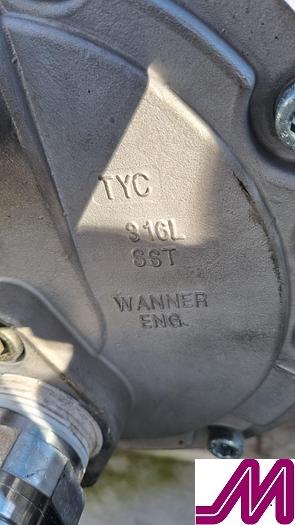 TYC
316L
SST
WANNER
ENG.
M